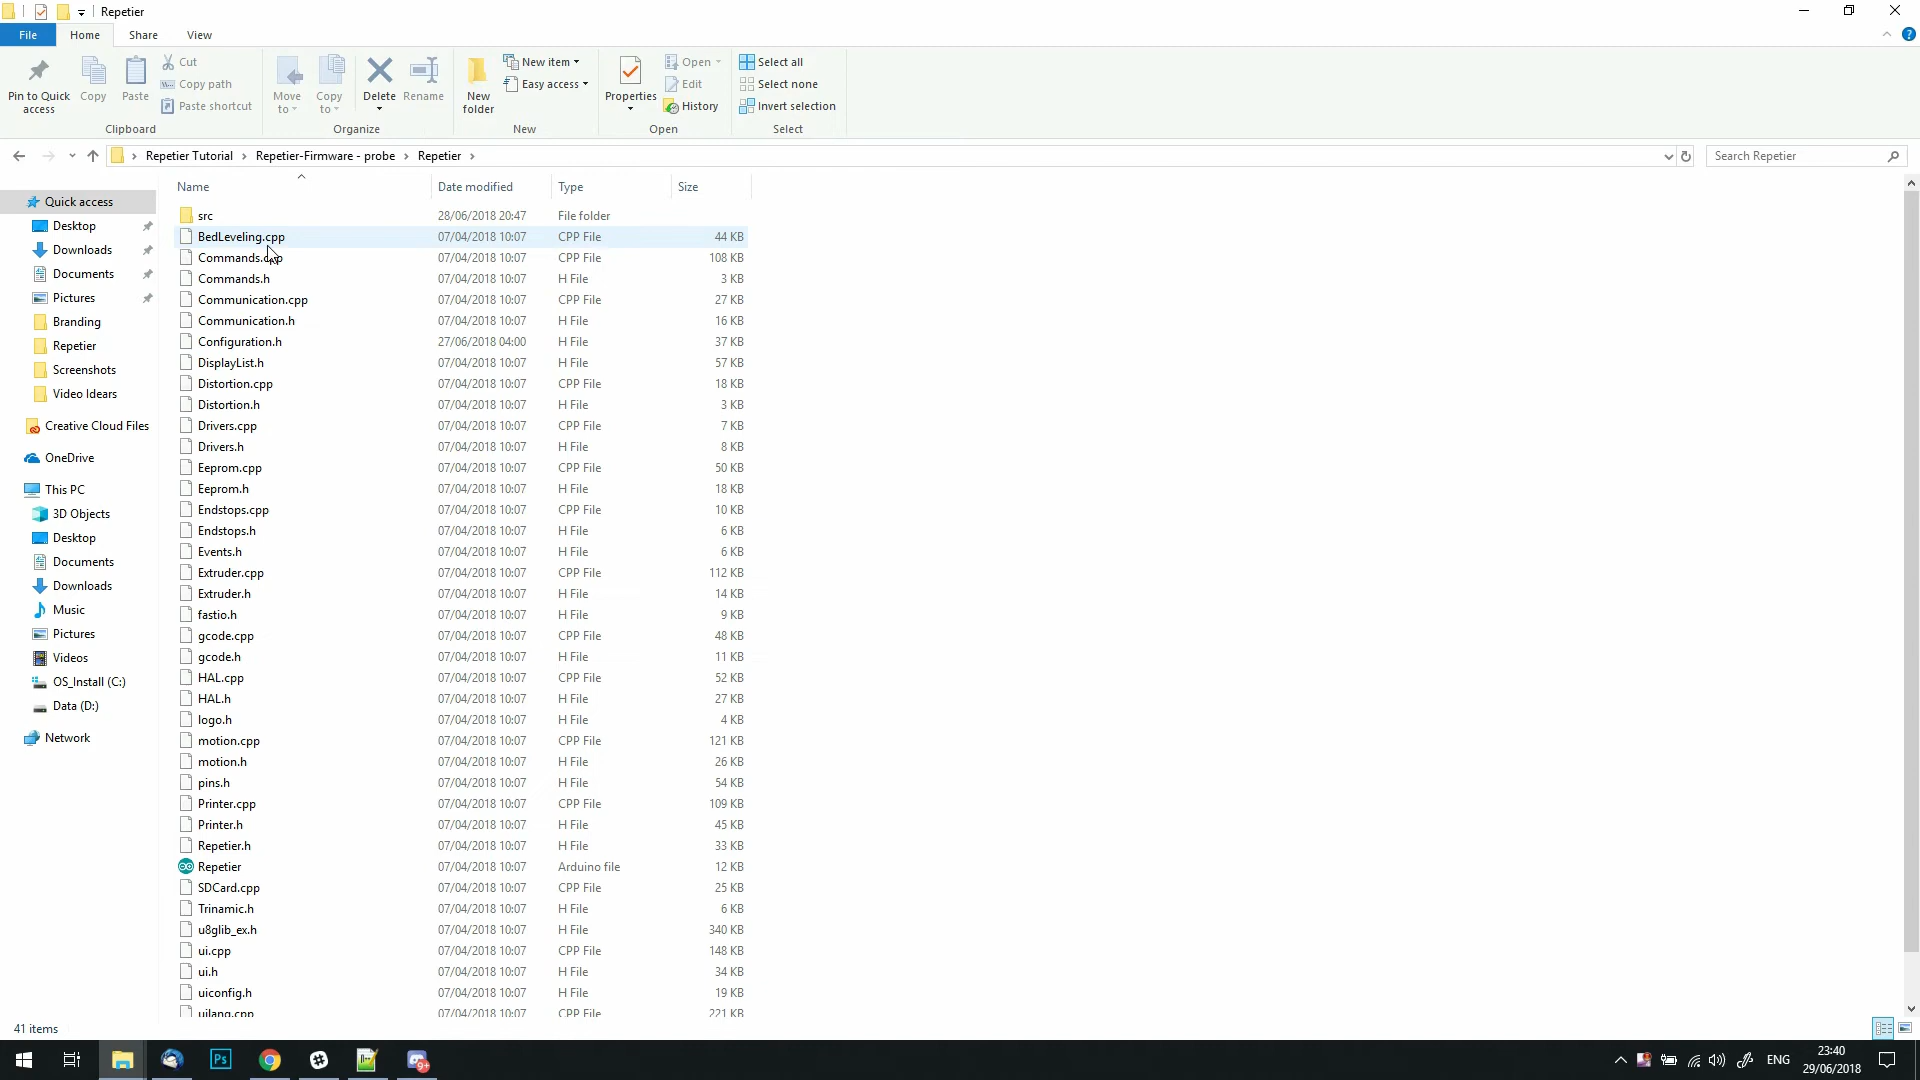 Repetier
File Home Share View
Pin to Quick access
Copy
Paste
Cut
Copy path
Paste shortcut
Clipboard
Move to
Copy to
Delete
Rename
Organize
New folder
New item
Easy access
New
Properties
Open
Edit
History
Open
Select all
Select none
Invert selection
Select
Repetier Tutorial Repetier-Firmware - probe Repetier
Search Repetier
Quick access
Desktop
Downloads
Documents
Pictures
Branding
Repetier
Screenshots
Video Idears
Creative Cloud Files
OneDrive
This PC
3D Objects
Desktop
Documents
Downloads
Music
Pictures
Videos
OS_Install (C:)
Data (D:)
Network
Name Date modified Type Size
src 28/06/2018 20:47 File folder
BedLeveling.cpp 07/04/2018 10:07 CPP File 44 KB
Commands.cpp 07/04/2018 10:07 CPP File 108 KB
Commands.h 07/04/2018 10:07 H File 3 KB
Communication.cpp 07/04/2018 10:07 CPP File 27 KB
Communication.h 07/04/2018 10:07 H File 16 KB
Configuration.h 27/06/2018 04:00 H File 37 KB
DisplayList.h 07/04/2018 10:07 H File 57 KB
Distortion.cpp 07/04/2018 10:07 CPP File 18 KB
Distortion.h 07/04/2018 10:07 H File 3 KB
Drivers.cpp 07/04/2018 10:07 CPP File 7 KB
Drivers.h 07/04/2018 10:07 H File 8 KB
Eeprom.cpp 07/04/2018 10:07 CPP File 50 KB
Eeprom.h 07/04/2018 10:07 H File 18 KB
Endstops.cpp 07/04/2018 10:07 CPP File 10 KB
Endstops.h 07/04/2018 10:07 H File 6 KB
Events.h 07/04/2018 10:07 H File 6 KB
Extruder.cpp 07/04/2018 10:07 CPP File 112 KB
Extruder.h 07/04/2018 10:07 H File 14 KB
fastio.h 07/04/2018 10:07 H File 9 KB
gcode.cpp 07/04/2018 10:07 CPP File 48 KB
gcode.h 07/04/2018 10:07 H File 11 KB
HAL.cpp 07/04/2018 10:07 CPP File 52 KB
HAL.h 07/04/2018 10:07 H File 27 KB
logo.h 07/04/2018 10:07 H File 4 KB
motion.cpp 07/04/2018 10:07 CPP File 121 KB
motion.h 07/04/2018 10:07 H File 26 KB
pins.h 07/04/2018 10:07 H File 54 KB
Printer.cpp 07/04/2018 10:07 CPP File 109 KB
Printer.h 07/04/2018 10:07 H File 45 KB
Repetier.h 07/04/2018 10:07 H File 33 KB
Repetier 07/04/2018 10:07 Arduino file 12 KB
SDCard.cpp 07/04/2018 10:07 CPP File 25 KB
Trinamic.h 07/04/2018 10:07 H File 6 KB
u8glib_ex.h 07/04/2018 10:07 H File 340 KB
ui.cpp 07/04/2018 10:07 CPP File 148 KB
ui.h 07/04/2018 10:07 H File 34 KB
uiconfig.h 07/04/2018 10:07 H File 19 KB
uilang.cpp 07/04/2018 10:07 CPP File 221 KB
41 items
Ps
9+
ENG
23:40
29/06/2018